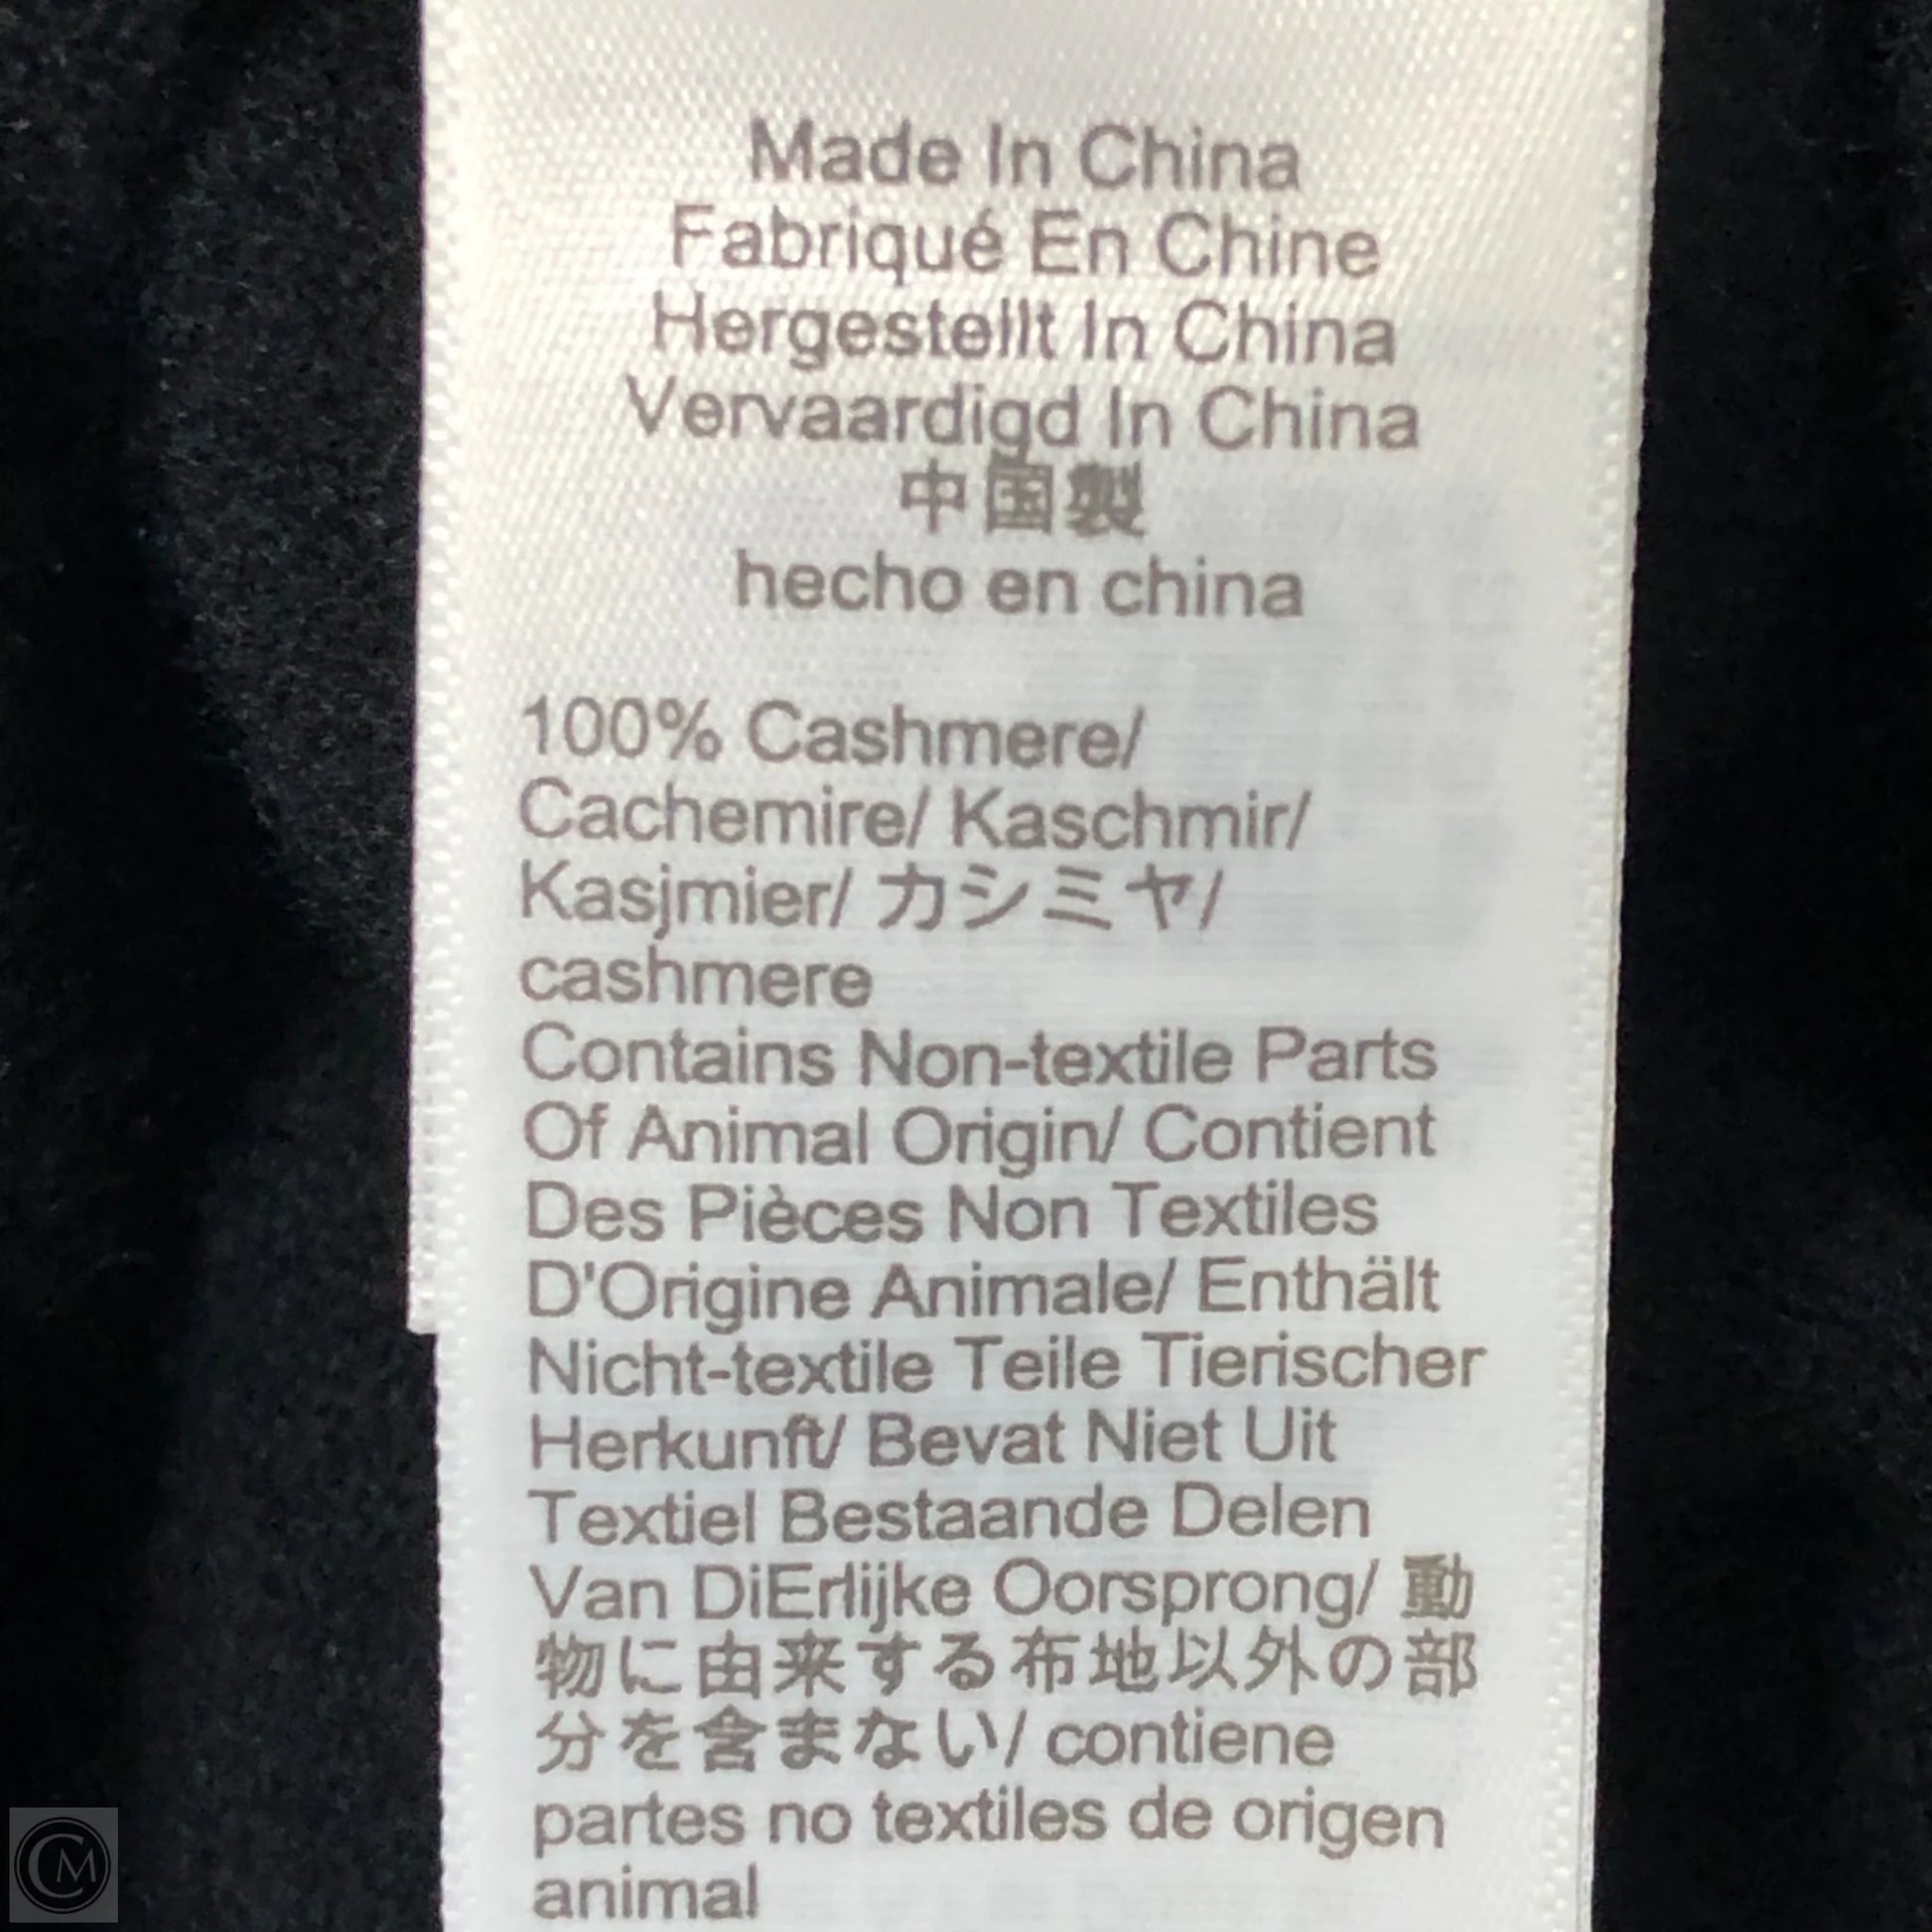 Made In China
Fabriqué En Chine
Hergestellt In China
Vervaardigd In China
中国製
hecho en china
100% Cashmere/
Cachemire/ Kaschmir/
Kasjmier/ カシミヤ/
cashmere
Contains Non-textile Parts
Of Animal Origin/ Contient
Des Pièces Non Textiles
D'Origine Animale/ Enthält
Nicht-textile Teile Tierischer
Herkunft/ Bevat Niet Uit
Textiel Bestaande Delen
Van DiErlijke Oorsprong/ 動
物に由来する布地以外の部
分を含まない/ contiene
partes no textiles de origen
animal
CM